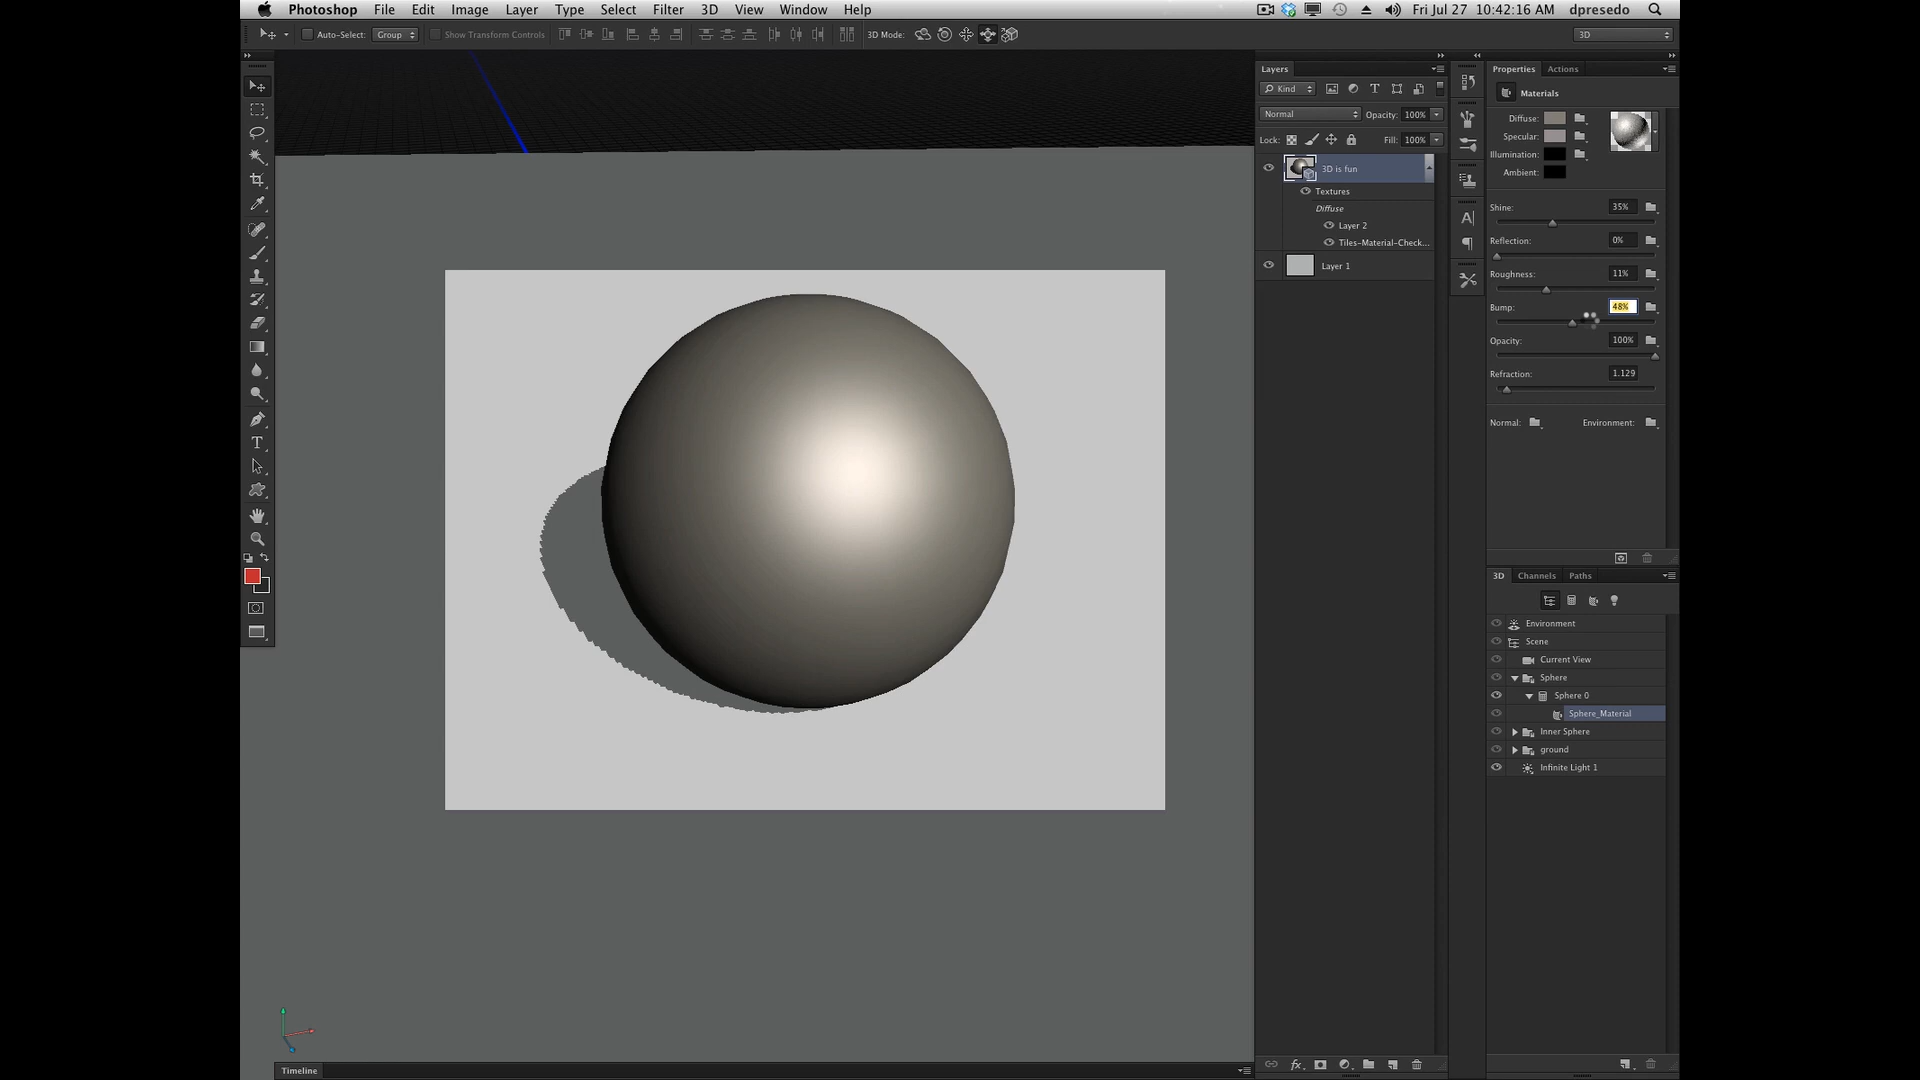 Photoshop File Edit Image Layer Type Select Filter 3D View Window Help Fri Jul 27 10:42:16 AM dpresedo
Auto-Select: Group Show Transform Controls 3D Mode: 3D
Layers
Kind
Normal Opacity: 100%
Lock: Fill: 100%
3D is fun
Textures
Diffuse
Layer 2
Tiles-Material-Check...
Layer 1
Properties Actions
Materials
Diffuse:
Specular:
Illumination:
Ambient:
Shine: 35%
Reflection: 0%
Roughness: 11%
Bump: 48%
Opacity: 100%
Refraction: 1.129
Normal: Environment:
3D Channels Paths
Environment
Scene
Current View
Sphere
Sphere 0
Sphere_Material
Inner Sphere
ground
Infinite Light 1
Timeline